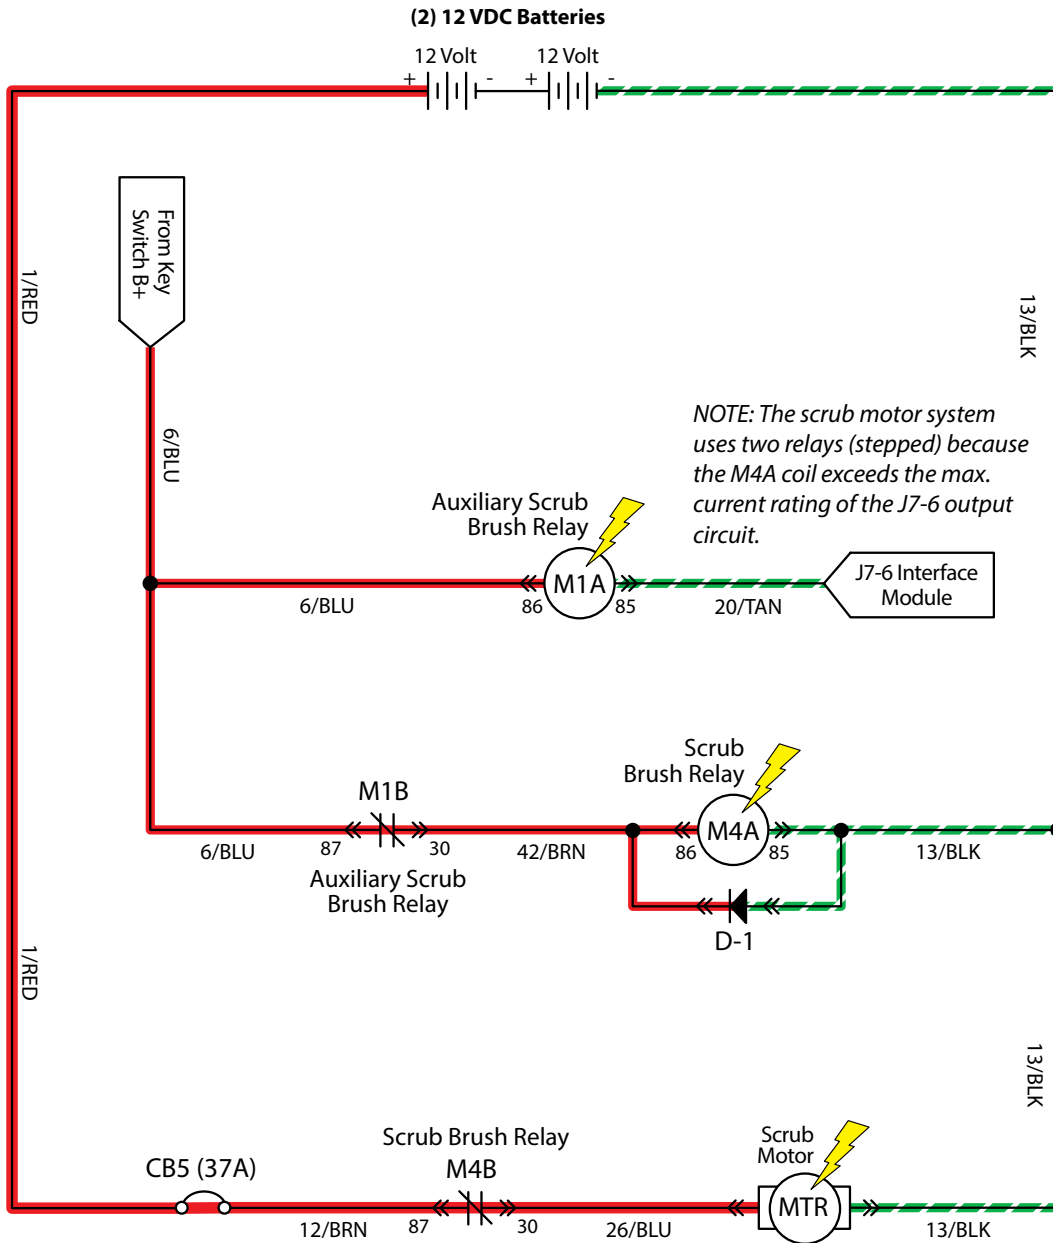 (2) 12 VDC Batteries
12 Volt
12 Volt
+
-
+
-
From Key
Switch B+
1/RED
13/BLK
6/BLU
NOTE: The scrub motor system
uses two relays (stepped) because
the M4A coil exceeds the max.
current rating of the J7-6 output
circuit.
Auxiliary Scrub
Brush Relay
M1A
J7-6 Interface
Module
6/BLU
86
85
20/TAN
Scrub
Brush Relay
M1B
M4A
6/BLU
87
30
42/BRN
86
85
13/BLK
Auxiliary Scrub
Brush Relay
D-1
1/RED
13/BLK
Scrub Brush Relay
Scrub
Motor
CB5 (37A)
M4B
MTR
12/BRN
87
30
26/BLU
13/BLK